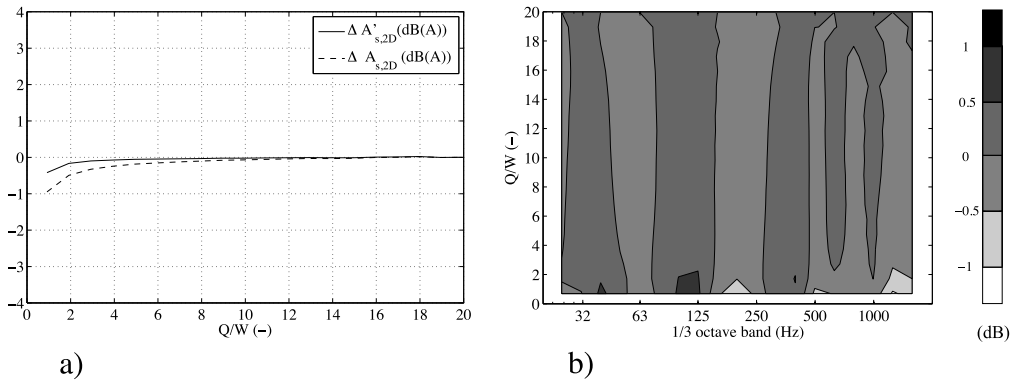 4
3
2
1
0
−1
−2
−3
−4
0 2 4 6 8 10 12 14 16 18 20
Q/W (−)
Δ A's,2D (dB(A))
Δ As,2D (dB(A))
a)
20
18
16
14
12
10
8
6
4
2
0
Q/W (−)
32 63 125 250 500 1000
1/3 octave band (Hz)
b)
1
0.5
0
−0.5
−1
(dB)